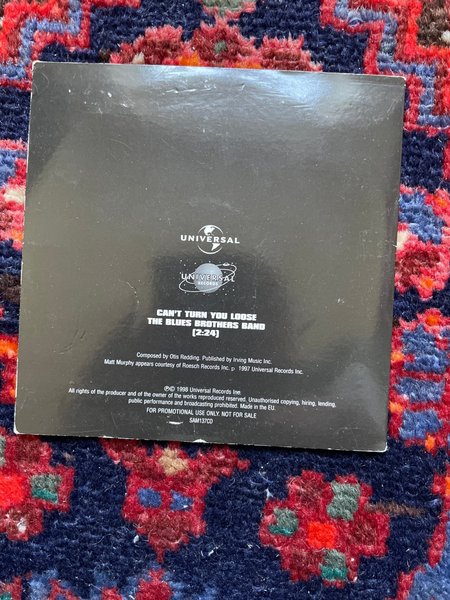 UNIVERSAL
UNIVERSAL
RECORDS
CAN'T TURN YOU LOOSE
THE BLUES BROTHERS BAND
[2:24]
Composed by Otis Redding. Published by Irving Music Inc.
Matt Murphy appears courtesy of Roesch Records Inc. p 1997 Universal Records Inc.
℗© 1998 Universal Records Inn
All rights of the producer and of the owner of the works reproduced reserved. Unauthorised copying, hiring, lending,
public performance and broadcasting prohibited. Made in the EU.
FOR PROMOTIONAL USE ONLY. NOT FOR SALE
SAM137CD